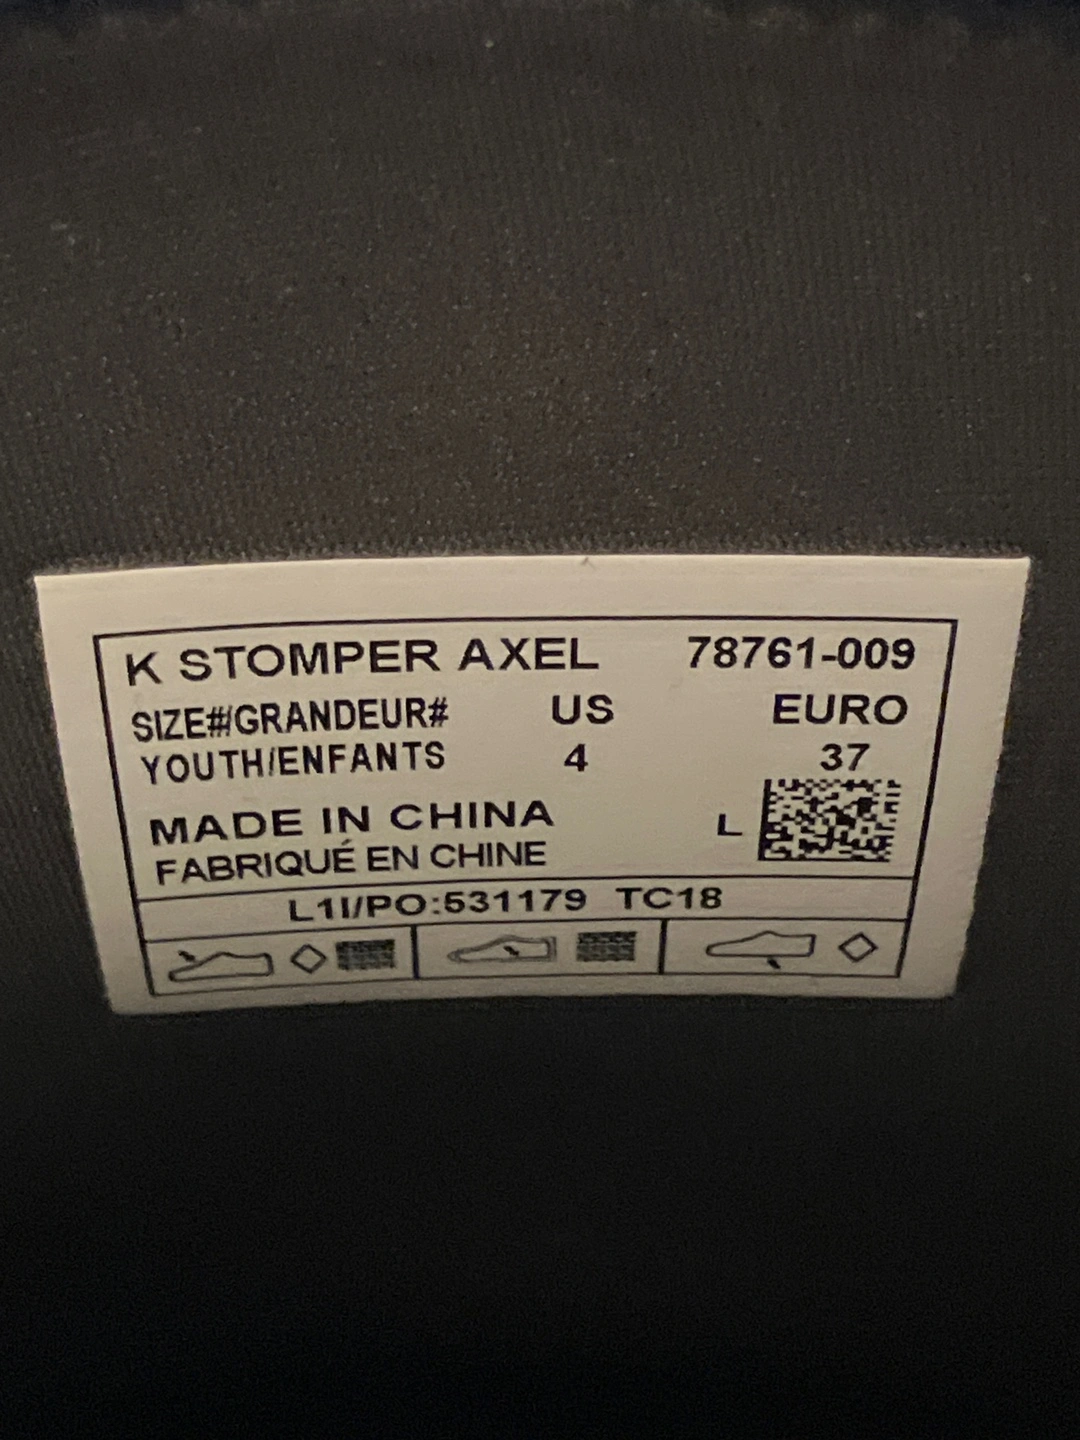 K STOMPER AXEL 78761-009
SIZE#/GRANDEUR# US EURO
YOUTH/ENFANTS 4 37
MADE IN CHINA L
FABRIQUÉ EN CHINE
L1I/PO:531179 TC18